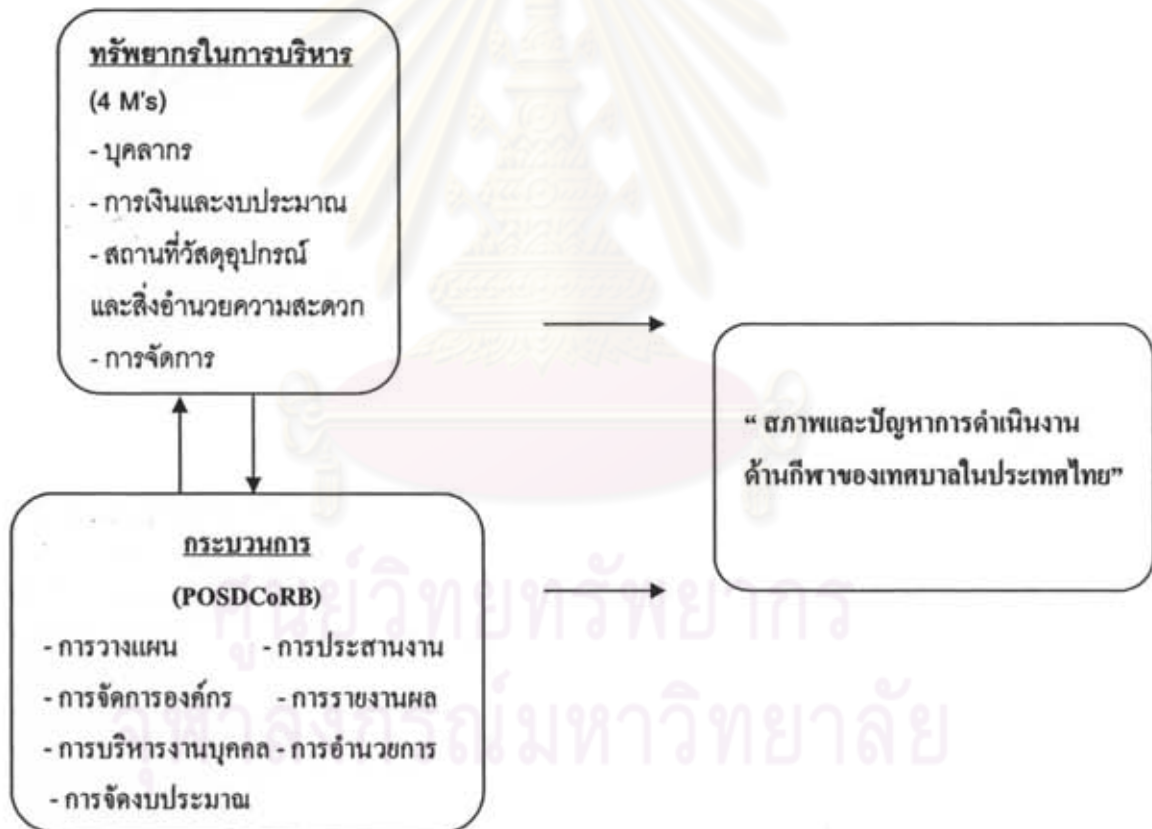 ทรัพยากรในการบริหาร
(4 M's)
- บุคลากร
- การเงินและงบประมาณ
- สถานที่วัสดุอุปกรณ์
และสิ่งอำนวยความสะดวก
- การจัดการ
“ สภาพและปัญหาการดำเนินงาน
ด้านกีฬาของเทศบาลในประเทศไทย”
กระบวนการ
(POSDCoRB)
- การวางแผน - การประสานงาน
- การจัดการองค์กร - การรายงานผล
- การบริหารงานบุคคล - การอำนวยการ
- การจัดงบประมาณ
ศูนย์วิทยทรัพยากร
จุฬาลงกรณ์มหาวิทยาลัย